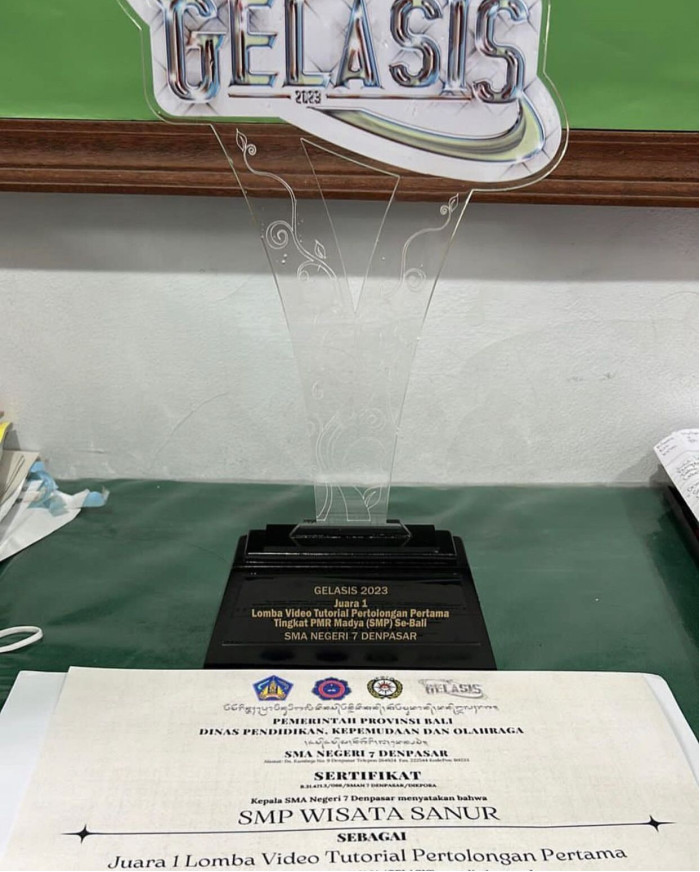 GELASIS
2023
GELASIS 2023
Juara 1
Lomba Video Tutorial Pertolongan Pertama
Tingkat PMR Madya (SMP) Se-Bali
SMA NEGERI 7 DENPASAR
GELASIS
PEMERINTAH PROVINSI BALI
DINAS PENDIDIKAN, KEPEMUDAAN DAN OLAHRAGA
SMA NEGERI 7 DENPASAR
SERTIFIKAT
Kepala SMA Negeri 7 Denpasar menyatakan bahwa
SMP WISATA SANUR
SEBAGAI
Juara 1 Lomba Video Tutorial Pertolongan Pertama